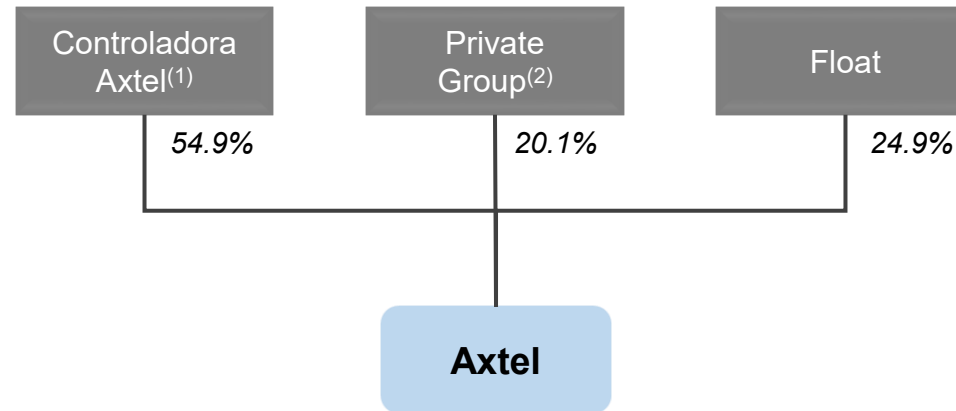 Controladora
Axtel(1)
Private
Group(2)
Float
54.9%
20.1%
24.9%
Axtel